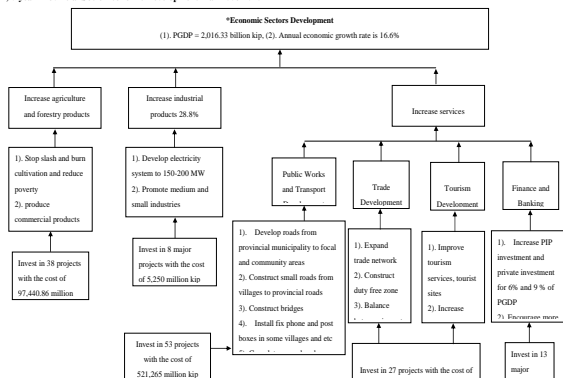 *Economic Sectors Development
(1). PGDP = 2,016.33 billion kip, (2). Annual economic growth rate is 16.6%
Increase agriculture
and forestry products
Increase industrial
products 28.8%
Increase services
1). Stop slash and burn
cultivation and reduce
poverty
2). produce
commercial products
1). Develop electricity
system to 150-200 MW
2). Promote medium and
small industries
Public Works
and Transport
Trade
Development
Tourism
Development
Finance and
Banking
Invest in 38 projects
with the cost of
97,440.86 million
Invest in 8 major
projects with the cost
of 5,250 million kip
1). Develop roads from
provincial municipality to focal
and community areas
2). Construct small roads from
villages to provincial roads
3). Construct bridges
4). Install fix phone and post
boxes in some villages and etc
1). Expand
trade network
2). Construct
duty free zone
3). Balance
1). Improve
tourism
services, tourist
sites
2). Increase
1). Increase PIP
investment and
private investment
for 6% and 9 % of
PGDP
2). Encourage more
Invest in 53 projects
with the cost of
521,265 million kip
Invest in 27 projects with the cost of
Invest in 13
major